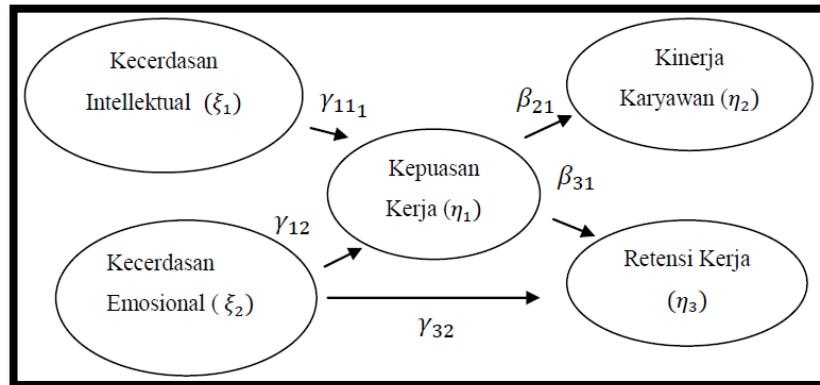 Kecerdasan
Intellektual (ξ₁)
γ₁₁₁
Kinerja
Karyawan (η₂)
β₂₁
Kepuasan
Kerja (η₁)
β₃₁
γ₁₂
Kecerdasan
Emosional ( ξ₂)
γ₃₂
Retensi Kerja
(η₃)